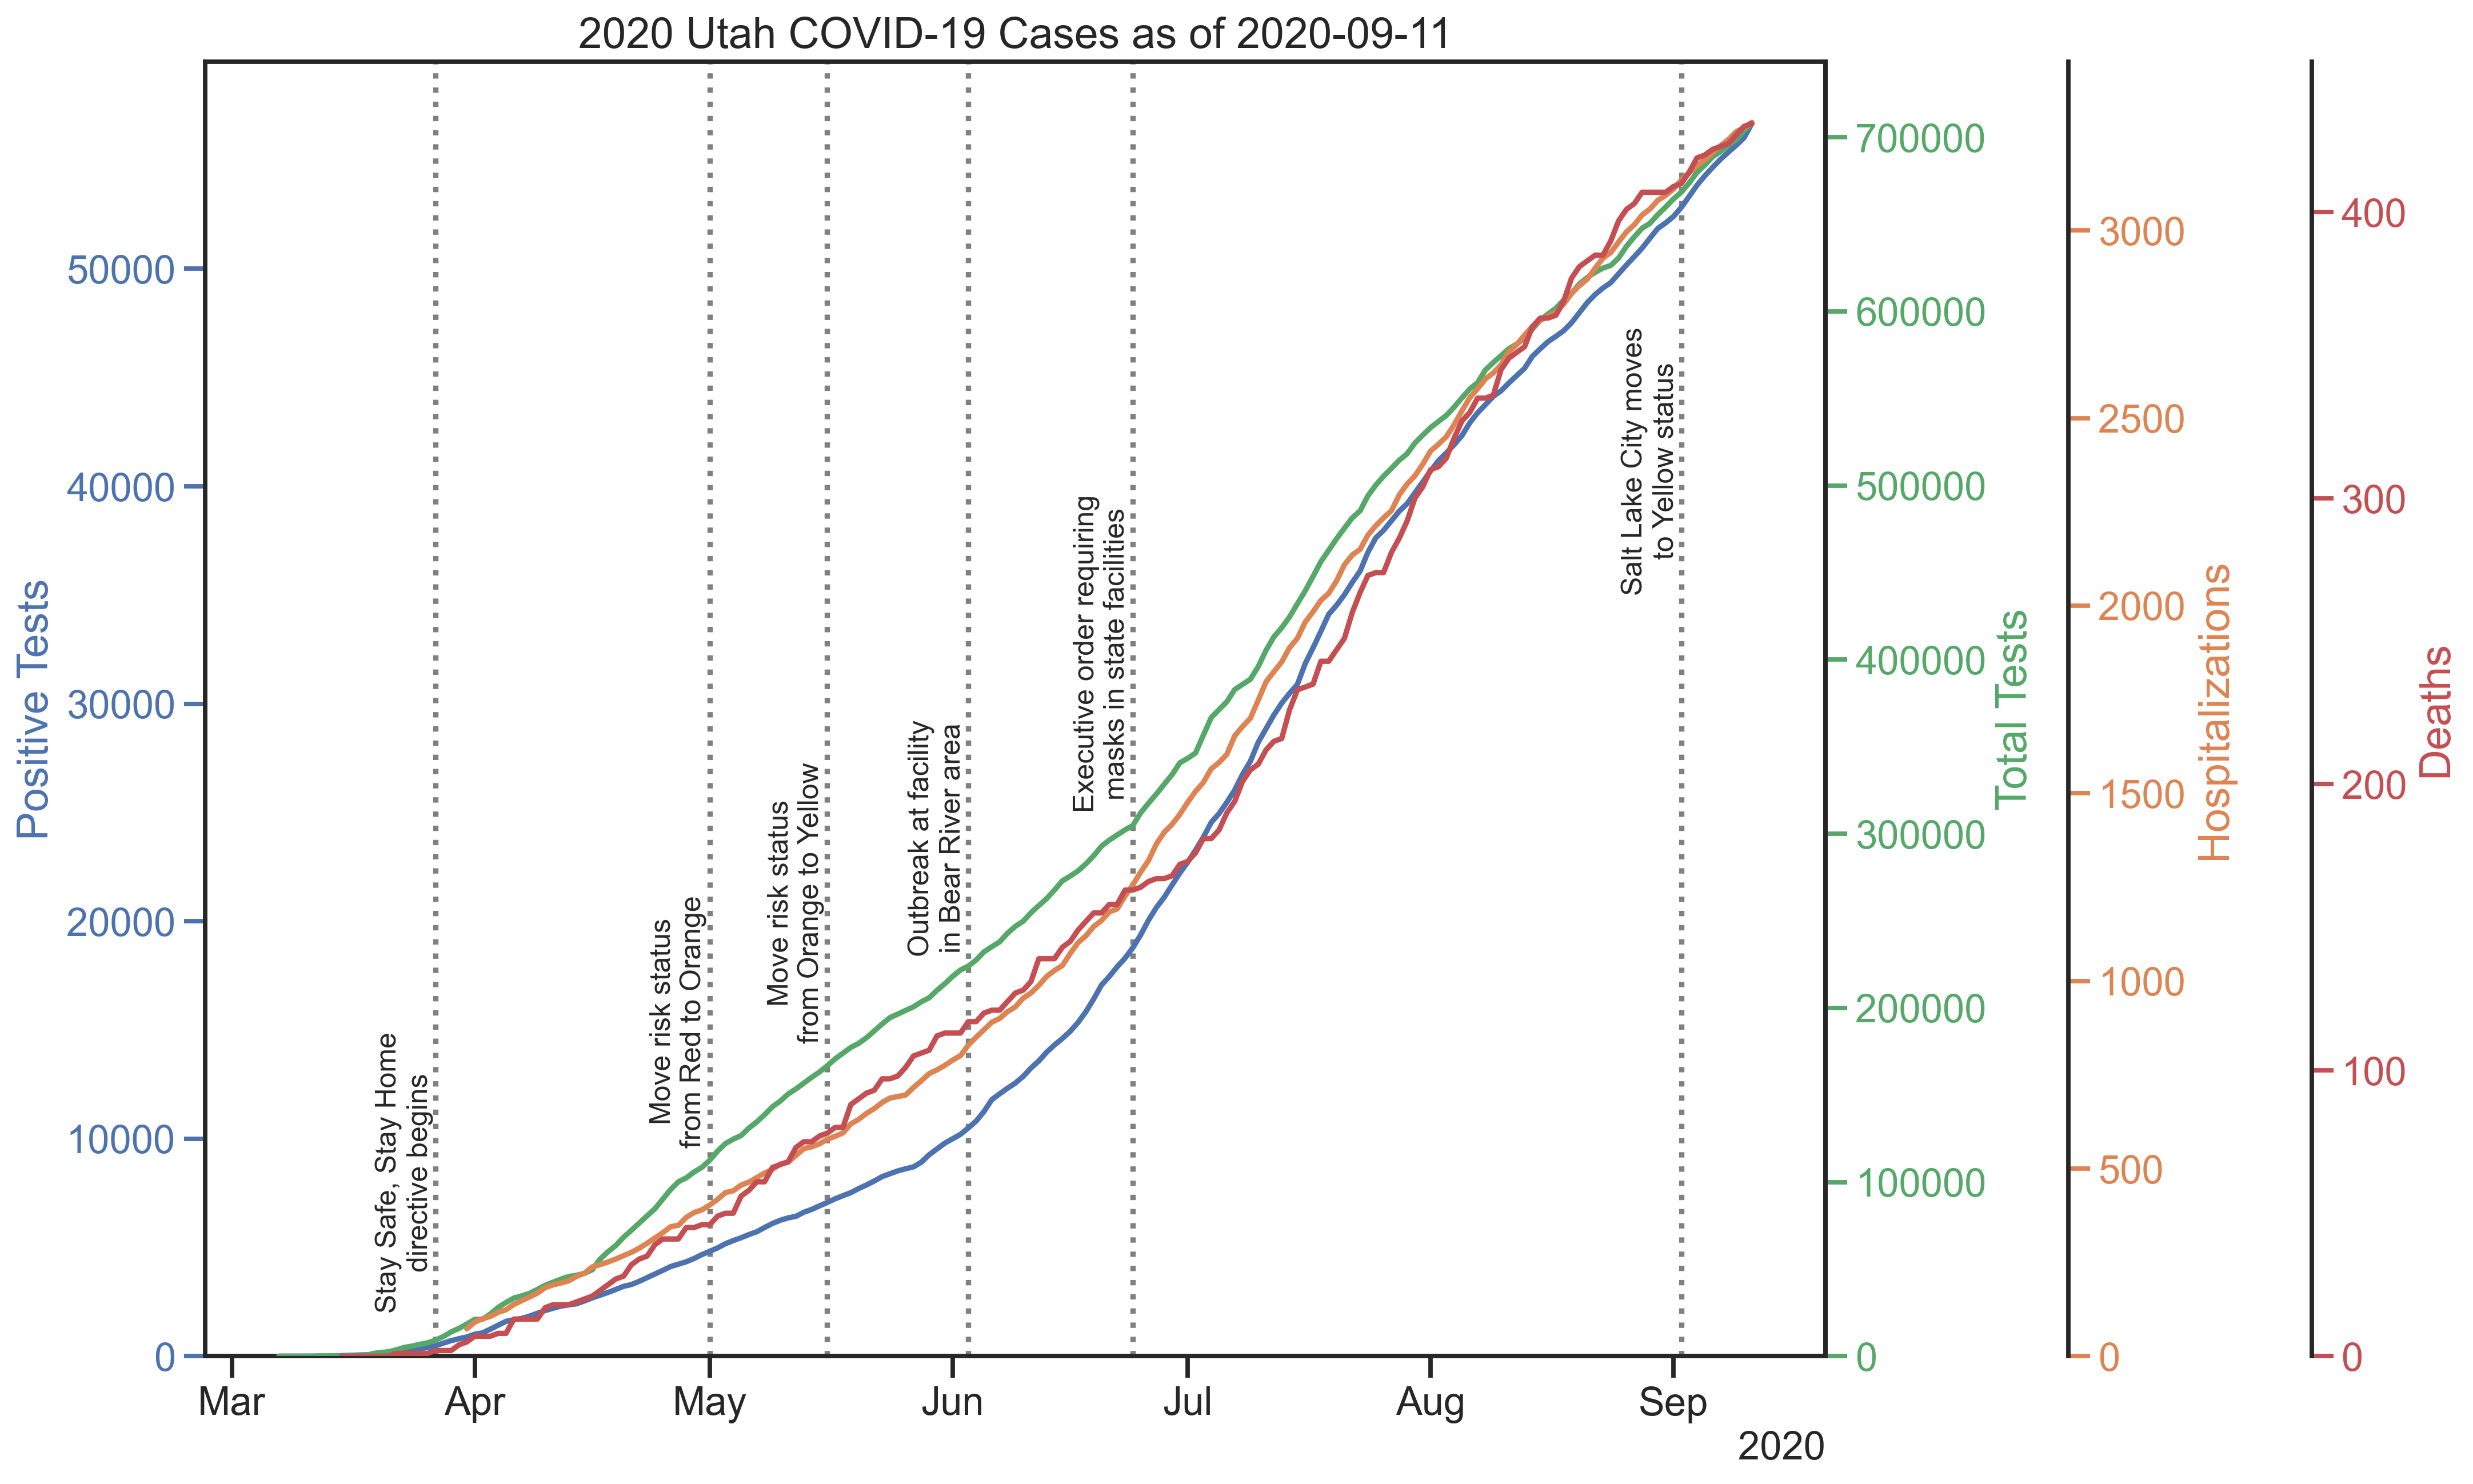 2020 Utah COVID-19 Cases as of 2020-09-11
Positive Tests
50000
40000
30000
20000
10000
0
Stay Safe, Stay Home
directive begins
Move risk status
from Red to Orange
Move risk status
from Orange to Yellow
Outbreak at facility
in Bear River area
Executive order requiring
masks in state facilities
Salt Lake City moves
to Yellow status
Mar
Apr
May
Jun
Jul
Aug
Sep
2020
700000
600000
500000
400000
300000
200000
100000
0
Total Tests
3000
2500
2000
1500
1000
500
0
Hospitalizations
400
300
200
100
0
Deaths